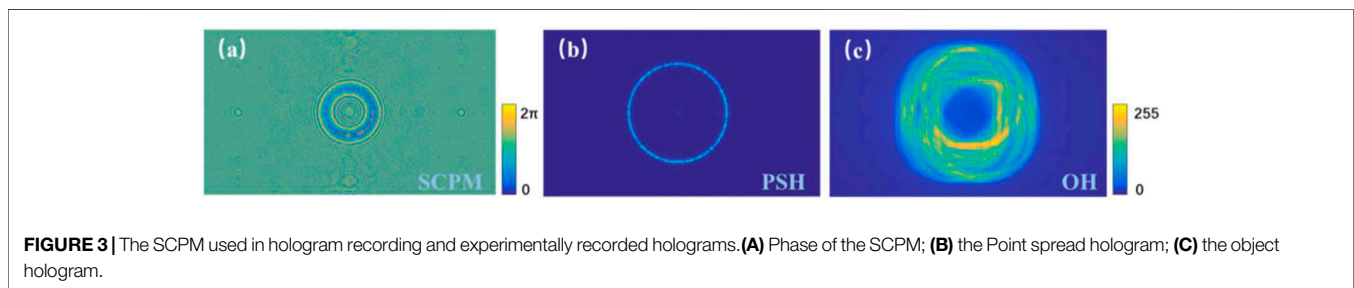 (a)
2π
0
SCPM
(b)
PSH
(c)
255
0
OH
FIGURE 3 | The SCPM used in hologram recording and experimentally recorded holograms.(A) Phase of the SCPM; (B) the Point spread hologram; (C) the object
hologram.